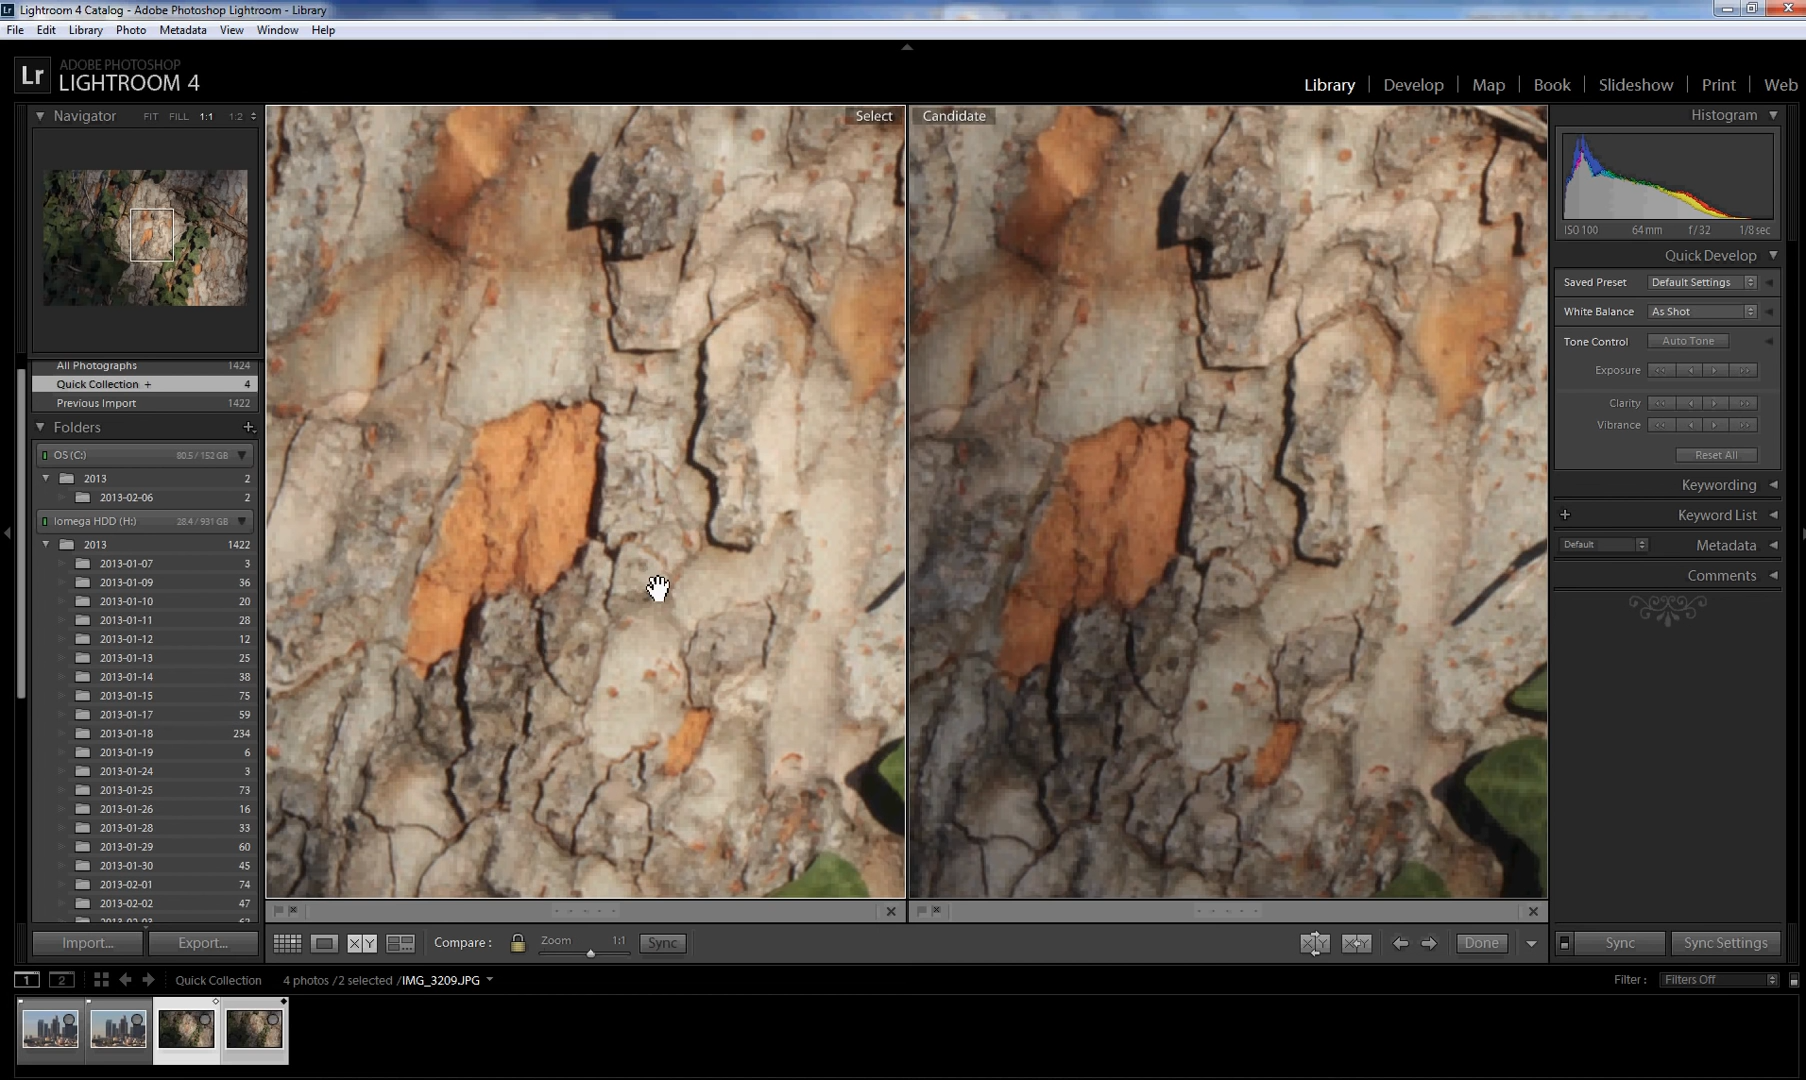 Lightroom 4 Catalog - Adobe Photoshop Lightroom - Library
File Edit Library Photo Metadata View Window Help
Lr ADOBE PHOTOSHOP
LIGHTROOM 4
Library Develop Map Book Slideshow Print Web
Navigator FIT FILL 1:1 1:2
All Photographs 1424
Quick Collection + 4
Previous Import 1422
Folders +
OS (C:) 80.5 / 152 GB
2013 2
2013-02-06 2
Iomega HDD (H:) 28.4 / 931 GB
2013 1422
2013-01-07 3
2013-01-09 36
2013-01-10 20
2013-01-11 28
2013-01-12 12
2013-01-13 25
2013-01-14 38
2013-01-15 75
2013-01-17 59
2013-01-18 234
2013-01-19 6
2013-01-24 3
2013-01-25 73
2013-01-26 16
2013-01-28 33
2013-01-29 60
2013-01-30 45
2013-02-01 74
2013-02-02 47
Import... Export...
Select
Candidate
Histogram
ISO 100 64 mm f / 32 1/8 sec
Quick Develop
Saved Preset Default Settings
White Balance As Shot
Tone Control Auto Tone
Exposure
Clarity
Vibrance
Reset All
Keywording
+ Keyword List
Default Metadata
Comments
XY Compare : Zoom 1:1 Sync
X Y X Y Done
Sync Sync Settings
1 2 Quick Collection 4 photos / 2 selected / IMG_3209.JPG
Filter : Filters Off